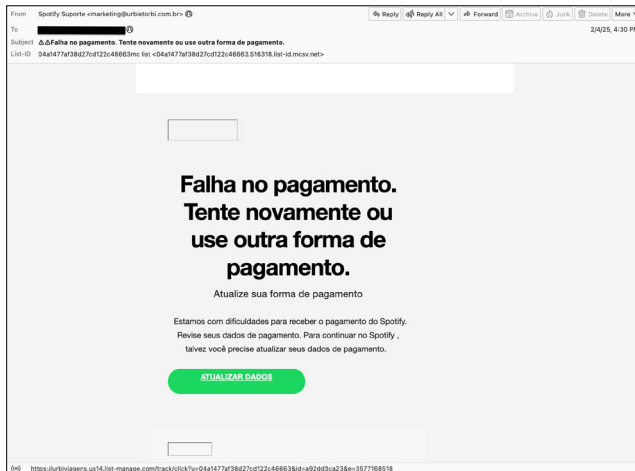 From Spotify Suporte <marketing@urbietorbi.com.br> Reply Reply All Forward Archive Junk Delete More
To 2/4/25, 4:30 PM
Subject ⚠⚠Falha no pagamento. Tente novamente ou use outra forma de pagamento.
List-ID 04a1477af38d27cd122c46663mc list <04a1477af38d27cd122c46663.516318.list-id.mcsv.net>
Falha no pagamento.
Tente novamente ou
use outra forma de
pagamento.
Atualize sua forma de pagamento
Estamos com dificuldades para receber o pagamento do Spotify.
Revise seus dados de pagamento. Para continuar no Spotify ,
talvez você precise atualizar seus dados de pagamento.
ATUALIZAR DADOS
https://urbiviagens.us14.list-manage.com/track/click?u=04a1477af38d27cd122c46663&id=a92dd3ca23&e=3577168518